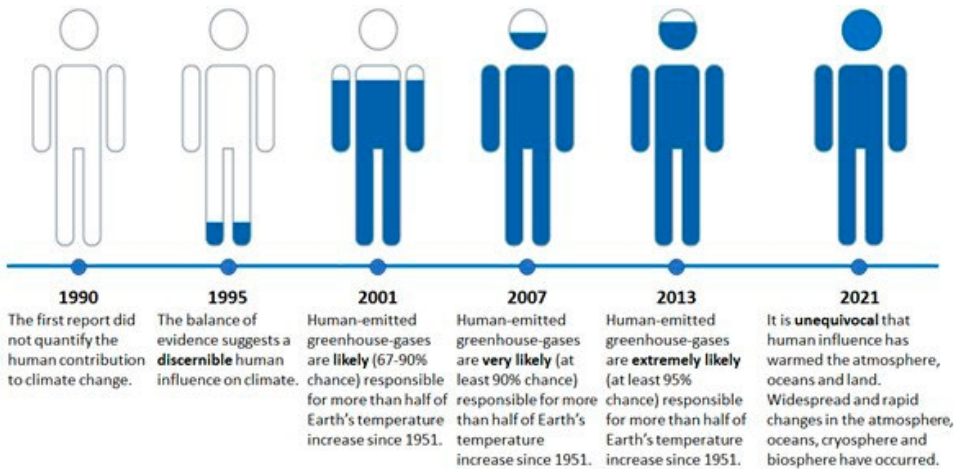 1990
The first report did
not quantify the
human contribution
to climate change.
1995
The balance of
evidence suggests a
discernible human
influence on climate.
2001
Human-emitted
greenhouse-gases
are likely (67-90%
chance) responsible
for more than half of
Earth's temperature
increase since 1951.
2007
Human-emitted
greenhouse-gases
are very likely (at
least 90% chance)
responsible for more
than half of Earth's
temperature
increase since 1951.
2013
Human-emitted
greenhouse-gases
are extremely likely
(at least 95%
chance) responsible
for more than half of
Earth's temperature
increase since 1951.
2021
It is unequivocal that
human influence has
warmed the atmosphere,
oceans and land.
Widespread and rapid
changes in the atmosphere,
oceans, cryosphere and
biosphere have occurred.